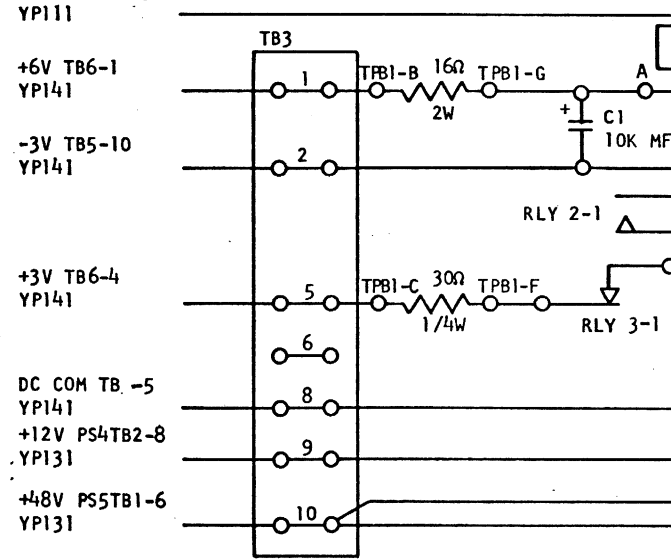 YP111
TB3
+6V TB6-1
YP141
1
TPB1-B
16Ω
2W
TPB1-G
A
+
C1
10K MF
-3V TB5-10
YP141
2
RLY 2-1
+3V TB6-4
YP141
5
TPB1-C
30Ω
1/4W
TPB1-F
RLY 3-1
6
DC COM TB -5
YP141
8
+12V PS4TB2-8
YP131
9
+48V PS5TB1-6
YP131
10